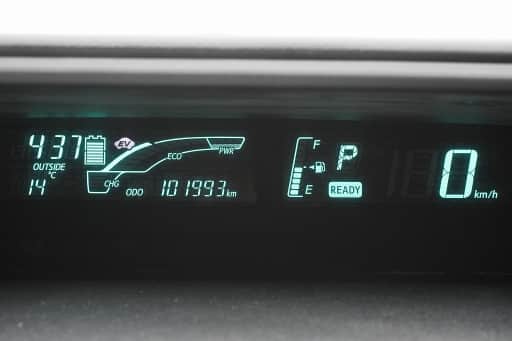 4:37
OUTSIDE
°C
14
EV
ECO
PWR
CHG
ODO 101993 km
F
E
P
READY
0 km/h